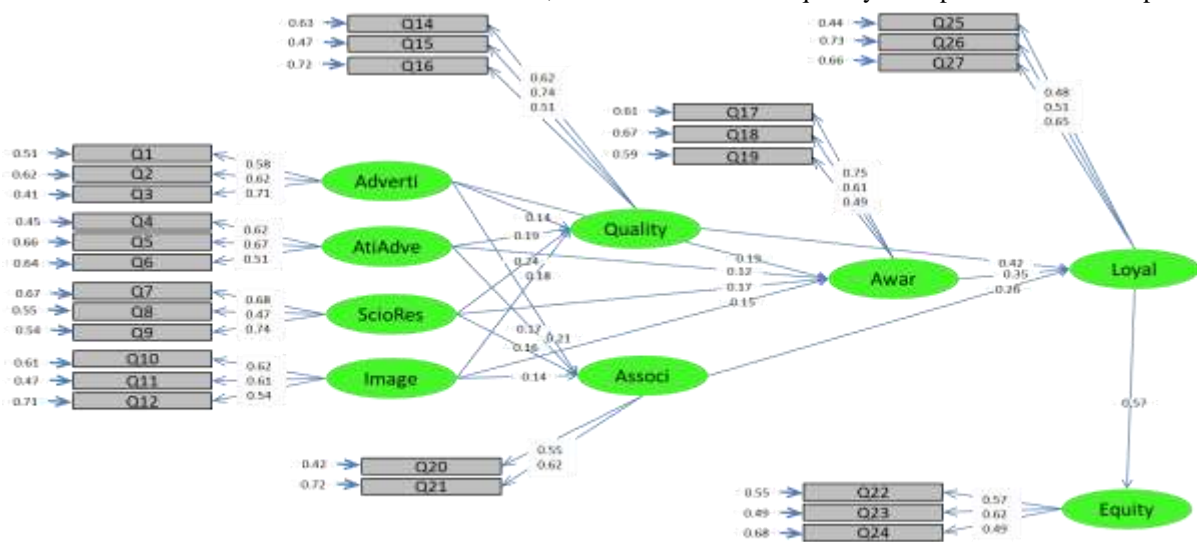 0.63 Q14
0.47 Q15
0.72 Q16
0.62
0.74
0.51
0.44 Q25
0.73 Q26
0.66 Q27
0.48
0.51
0.65
0.61 Q17
0.67 Q18
0.59 Q19
0.75
0.61
0.49
0.51 Q1
0.62 Q2
0.41 Q3
0.58
0.62
0.71
Adverti
0.45 Q4
0.66 Q5
0.64 Q6
0.62
0.67
0.51
AtiAdve
0.67 Q7
0.55 Q8
0.54 Q9
0.68
0.47
0.74
ScioRes
0.61 Q10
0.47 Q11
0.71 Q12
0.62
0.61
0.54
Image
0.14
0.19
0.24
0.18
Quality
0.19
0.12
0.17
0.15
Awar
0.42
0.35
0.26
Loyal
0.17
0.21
0.16
0.14
Associ
0.55
0.62
0.42 Q20
0.72 Q21
0.57
0.55 Q22
0.49 Q23
0.68 Q24
0.57
0.62
0.49
Equity